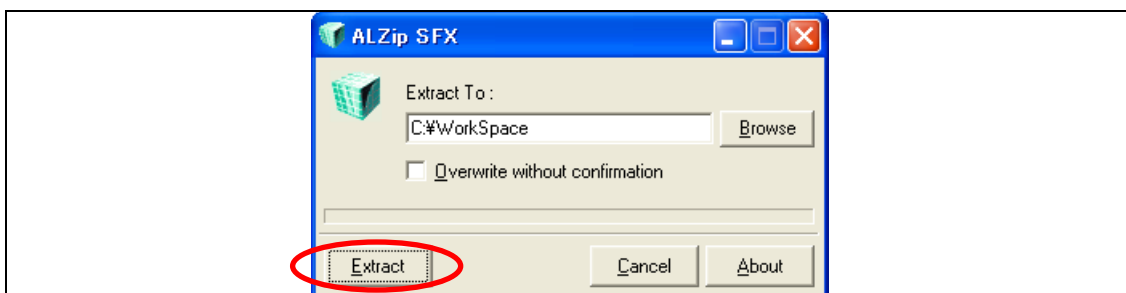 ALZip SFX
Extract To :
C:¥WorkSpace
Browse
Overwrite without confirmation
Extract
Cancel
About